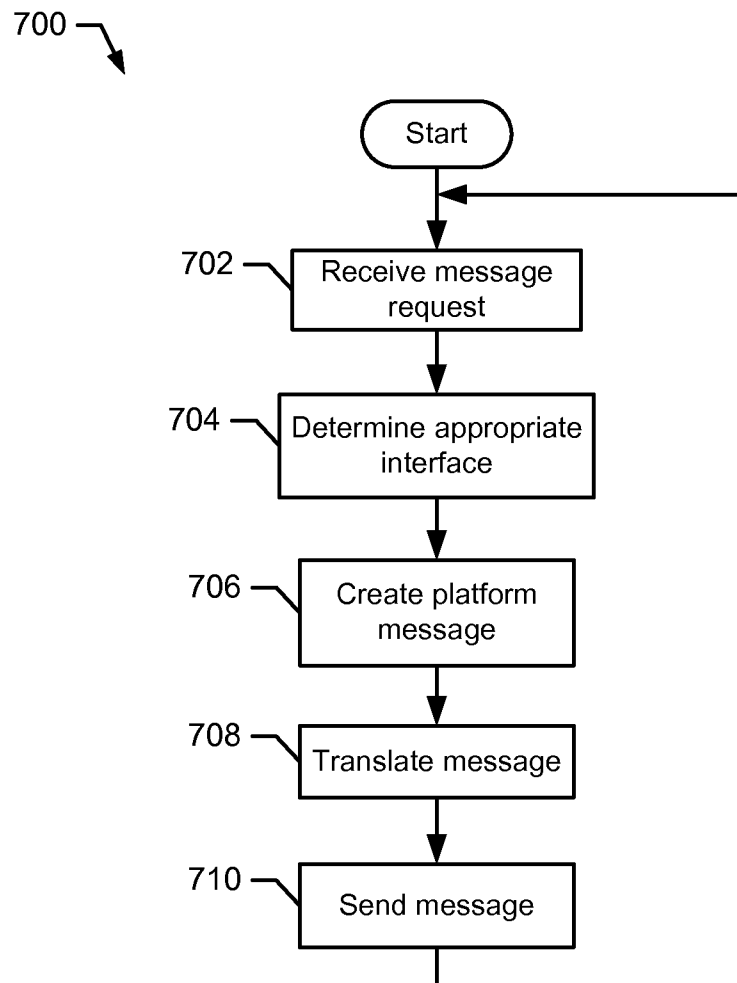 700
Start
702
Receive message
request
704
Determine appropriate
interface
706
Create platform
message
708
Translate message
710
Send message